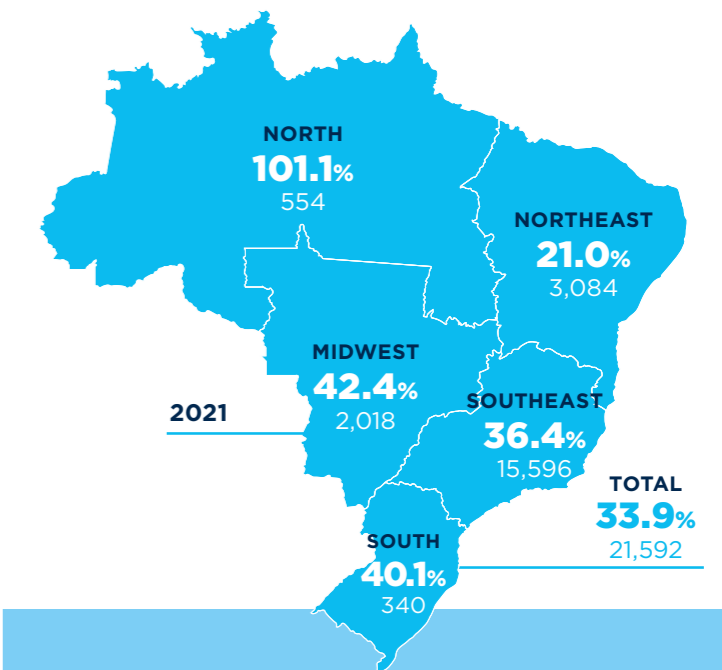 NORTH
101.1%
554
NORTHEAST
21.0%
3,084
MIDWEST
42.4%
2,018
2021
SOUTHEAST
36.4%
15,596
TOTAL
33.9%
21,592
SOUTH
40.1%
340